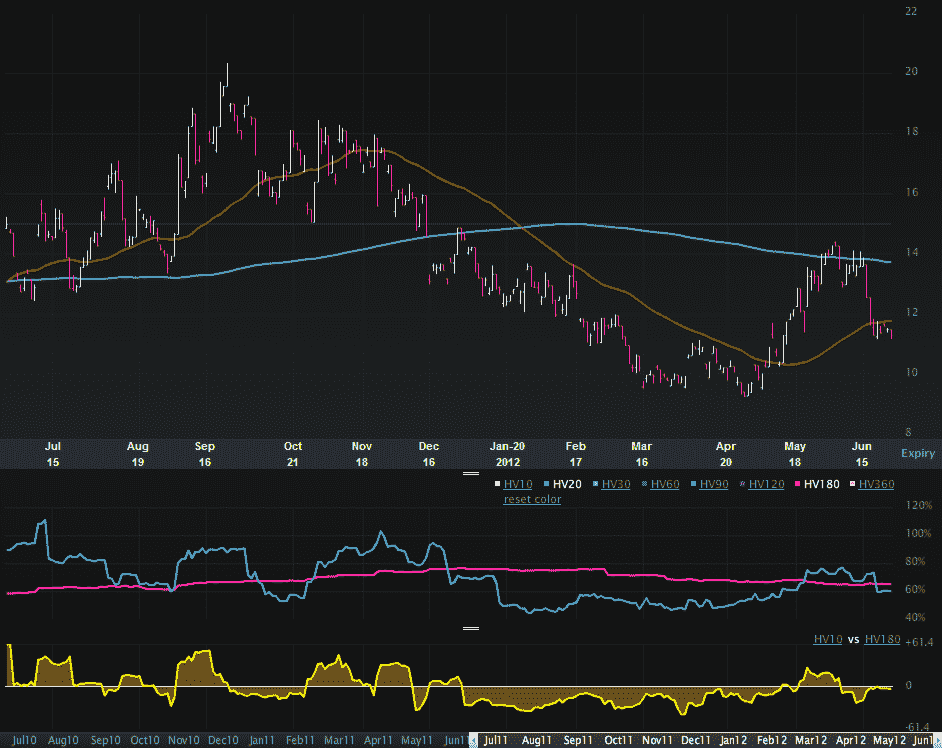 22
20
18
16
14
12
10
8
Jul Aug Sep Oct Nov Dec Jan-20 Feb Mar Apr May Jun Expiry
15 19 16 21 18 16 2012 17 16 20 18 15
HV10 HV20 HV30 HV60 HV90 HV120 HV180 HV360
reset color
120%
100%
80%
60%
40%
HV10 vs HV180 +61.4
0
-61.4
Jul10 Aug10 Sep10 Oct10 Nov10 Dec10 Jan11 Feb11 Mar11 Apr11 May11 Jun11 Jul11 Aug11 Sep11 Oct11 Nov11 Dec11 Jan12 Feb12 Mar12 Apr12 May12